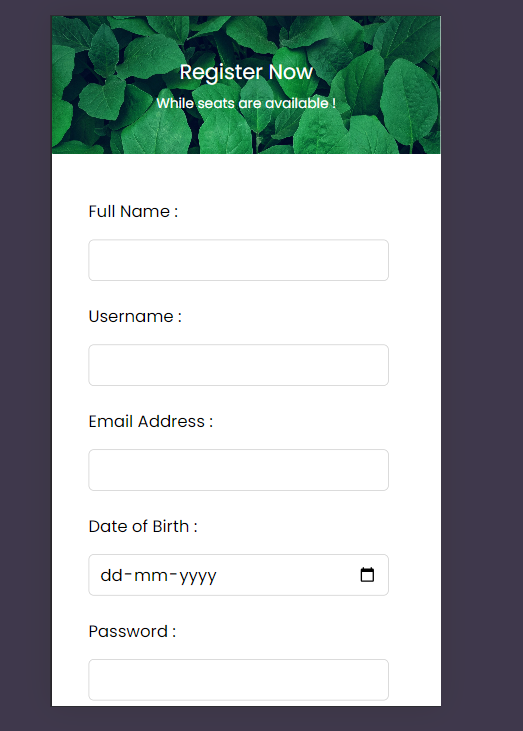 Register Now
While seats are available !
Full Name :
Username :
Email Address :
Date of Birth :
dd-mm-yyyy
Password :